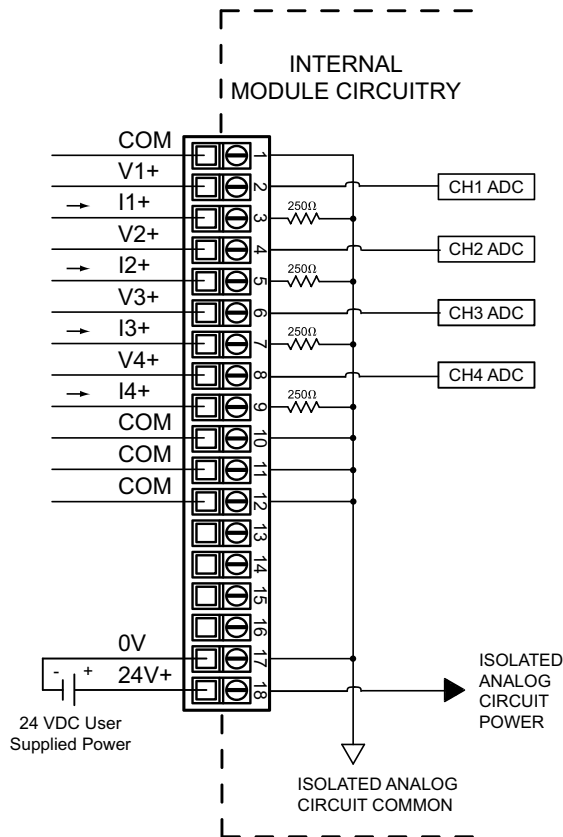 INTERNAL
MODULE CIRCUITRY
COM
1
V1+
2
CH1 ADC
I1+
3
250Ω
V2+
4
CH2 ADC
I2+
5
250Ω
V3+
6
CH3 ADC
I3+
7
250Ω
V4+
8
CH4 ADC
I4+
9
250Ω
COM
10
COM
11
COM
12
13
14
15
16
0V
17
- +
24V+
18
24 VDC User
Supplied Power
ISOLATED
ANALOG
CIRCUIT
POWER
ISOLATED ANALOG
CIRCUIT COMMON